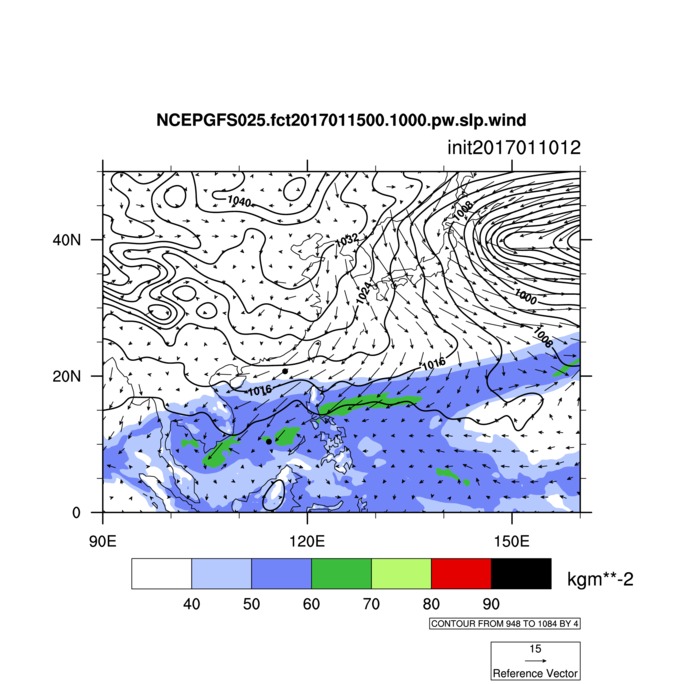 NCEPGFS025.fct2017011500.1000.pw.slp.wind
init2017011012
1040
1008
40N
1032
1024
1000
1008
20N
1016
1016
0
90E 120E 150E
40 50 60 70 80 90
kgm**-2
CONTOUR FROM 948 TO 1084 BY 4
15
Reference Vector